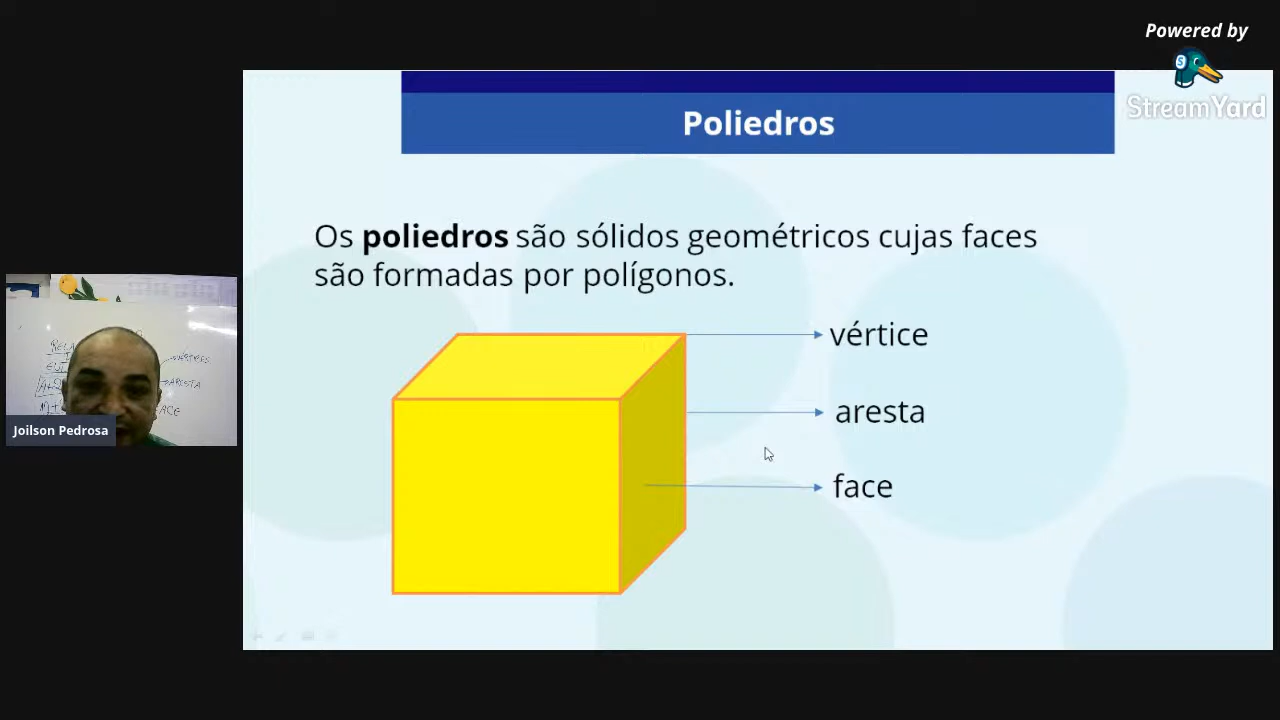 Powered by
StreamYard
Poliedros
Os poliedros são sólidos geométricos cujas faces
são formadas por polígonos.
vértice
aresta
face
ARESTA
Joilson Pedrosa